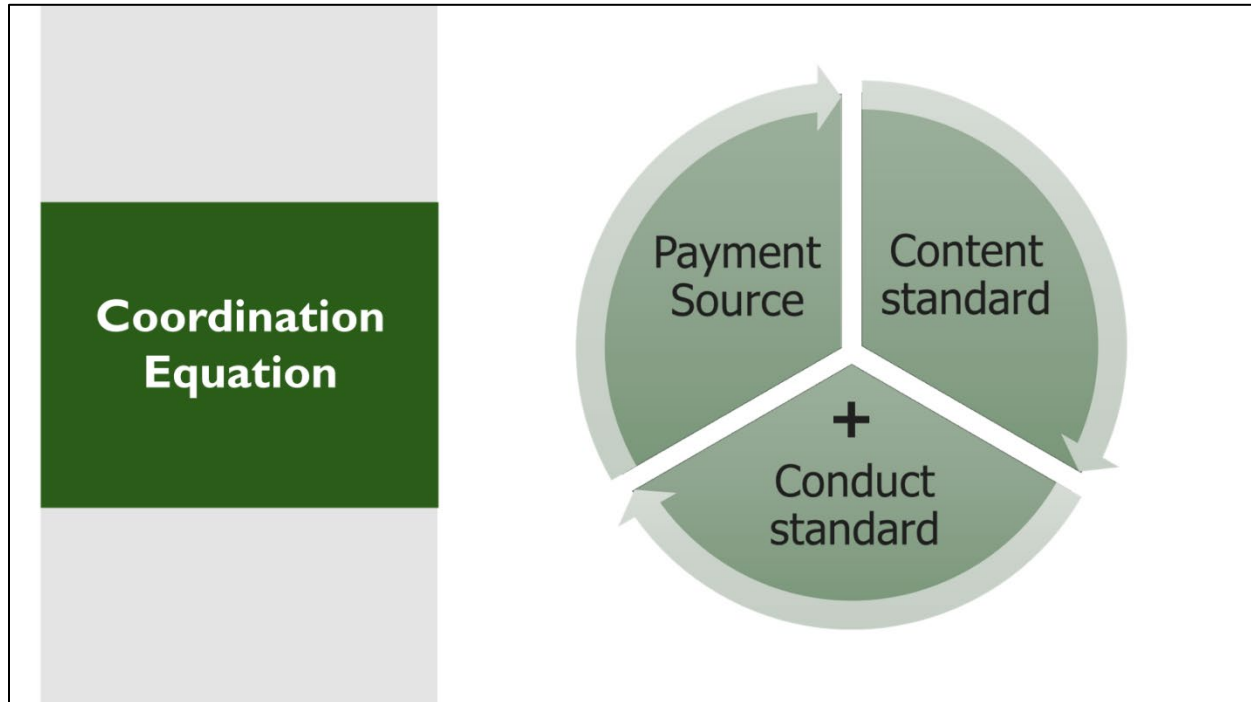 Coordination
Equation
Payment
Source
Content
standard
+
Conduct
standard